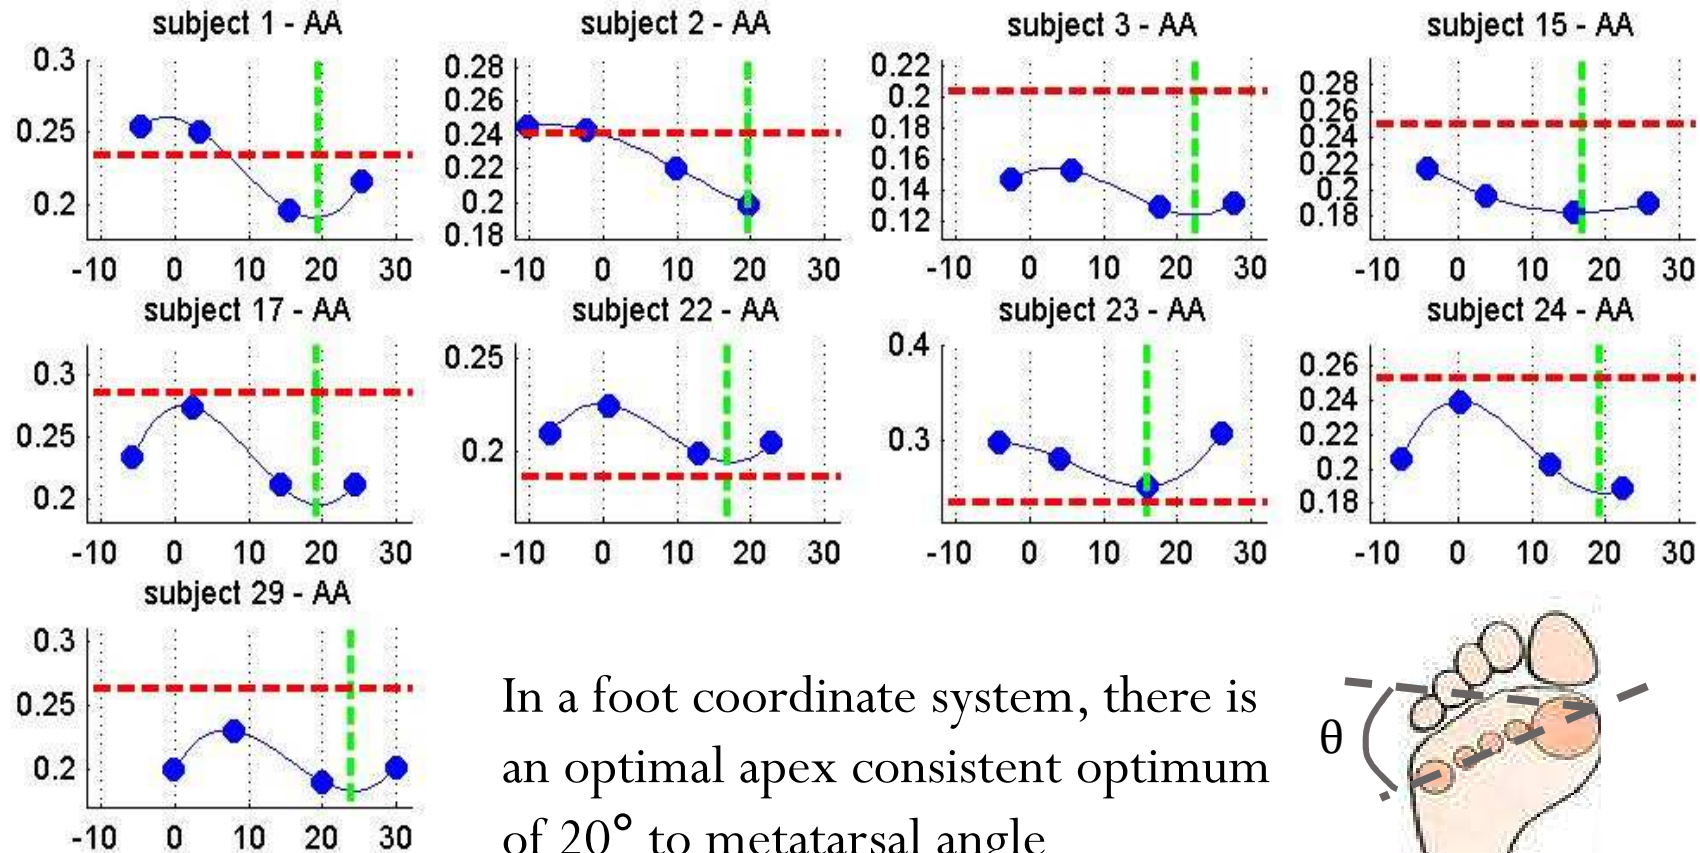 subject 1 - AA
0.3
0.25
0.2
-10 0 10 20 30
subject 2 - AA
0.28
0.26
0.24
0.22
0.2
0.18
-10 0 10 20 30
subject 3 - AA
0.22
0.2
0.18
0.16
0.14
0.12
-10 0 10 20 30
subject 15 - AA
0.28
0.26
0.24
0.22
0.2
0.18
-10 0 10 20 30
subject 17 - AA
0.3
0.25
0.2
-10 0 10 20 30
subject 22 - AA
0.25
0.2
-10 0 10 20 30
subject 23 - AA
0.4
0.3
-10 0 10 20 30
subject 24 - AA
0.26
0.24
0.22
0.2
0.18
-10 0 10 20 30
subject 29 - AA
0.3
0.25
0.2
-10 0 10 20 30
In a foot coordinate system, there is
an optimal apex consistent optimum
of 20° to metatarsal angle
θ